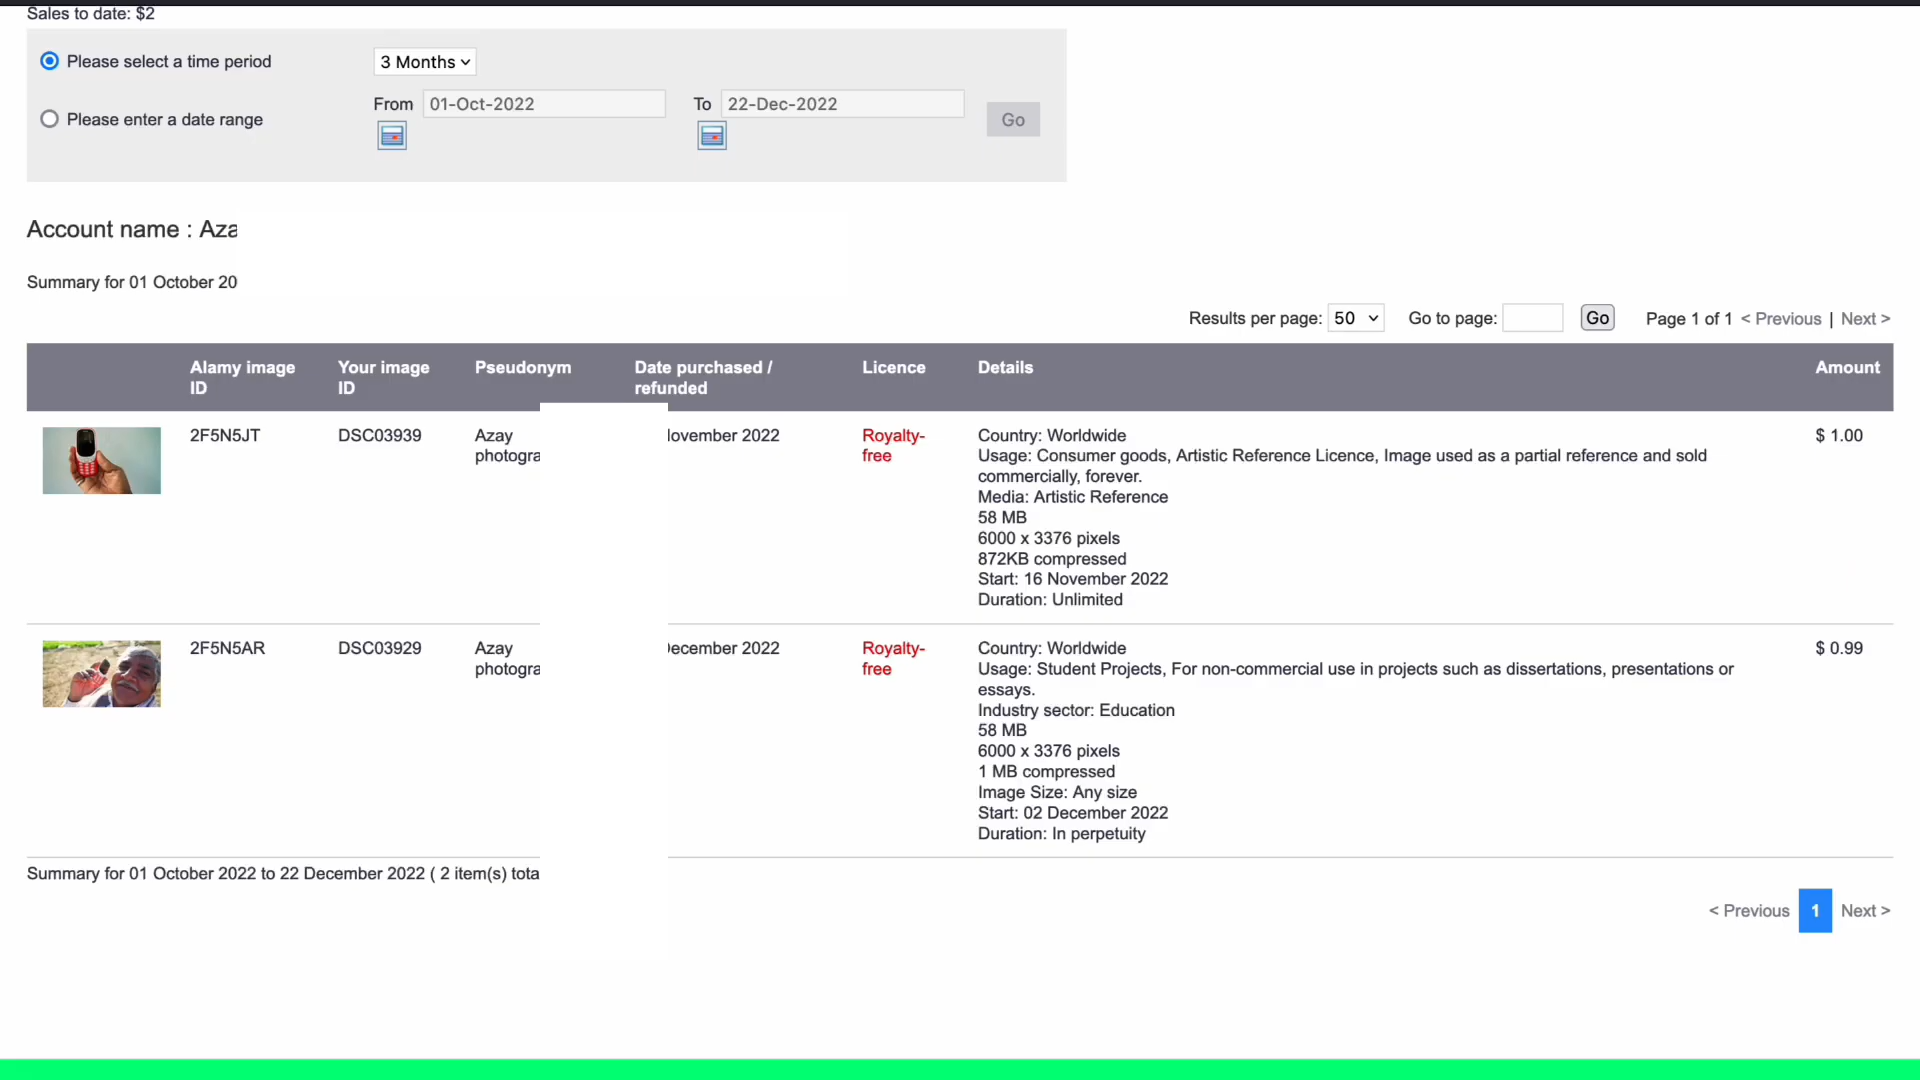 Sales to date: $2
Please select a time period 3 Months
From 01-Oct-2022 To 22-Dec-2022
Please enter a date range Go
Account name : Aza
Summary for 01 October 20
Results per page: 50 Go to page: Go Page 1 of 1 < Previous | Next >
Alamy image Your image Pseudonym Date purchased / Licence Details Amount
ID ID refunded
2F5N5JT DSC03939 Azay ovember 2022 Royalty- Country: Worldwide $ 1.00
photogra free Usage: Consumer goods, Artistic Reference Licence, Image used as a partial reference and sold
commercially, forever.
Media: Artistic Reference
58 MB
6000 x 3376 pixels
872KB compressed
Start: 16 November 2022
Duration: Unlimited
2F5N5AR DSC03929 Azay ecember 2022 Royalty- Country: Worldwide $ 0.99
photogra free Usage: Student Projects, For non-commercial use in projects such as dissertations, presentations or
essays.
Industry sector: Education
58 MB
6000 x 3376 pixels
1 MB compressed
Image Size: Any size
Start: 02 December 2022
Duration: In perpetuity
Summary for 01 October 2022 to 22 December 2022 ( 2 item(s) tota
< Previous 1 Next >